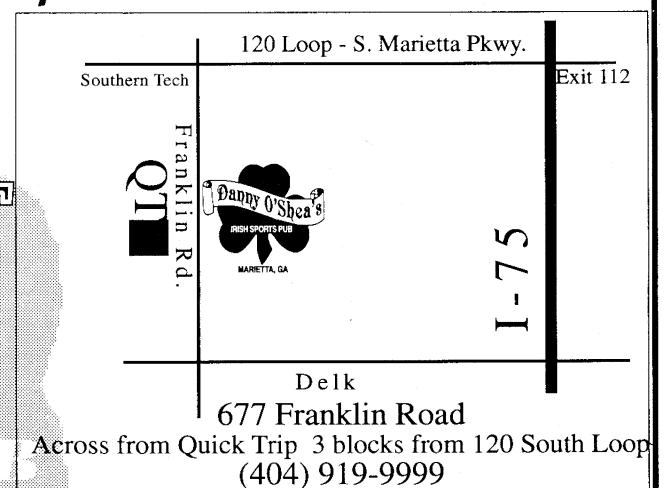 120 Loop - S. Marietta Pkwy.
Southern Tech
Exit 112
Franklin Rd.
QT
Danny O'Shea's
IRISH SPORTS PUB
MARIETTA, GA
I-75
Delk
677 Franklin Road
Across from Quick Trip 3 blocks from 120 South Loop
(404) 919-9999